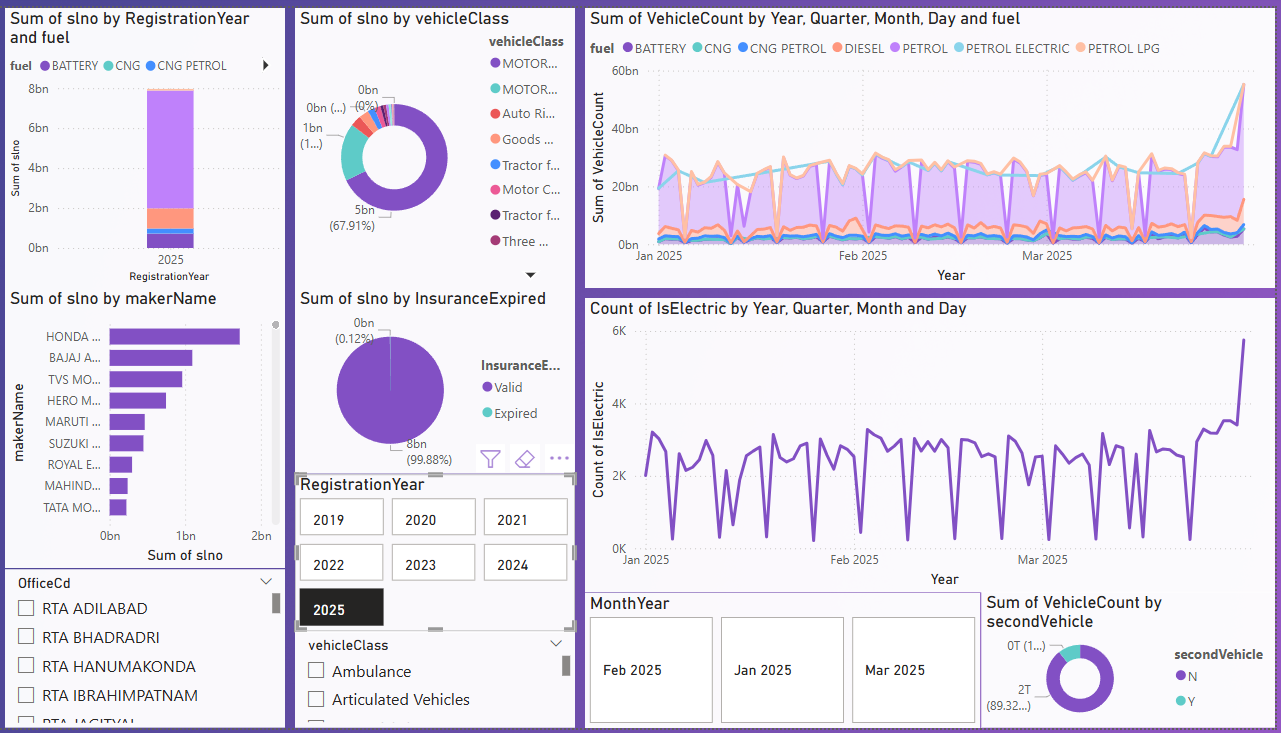 Sum of slno by RegistrationYear
and fuel
fuel BATTERY CNG CNG PETROL
8bn
6bn
4bn
2bn
0bn
Sum of slno
2025
RegistrationYear
Sum of slno by makerName
makerName
HONDA ...
BAJAJ A...
TVS MO...
HERO M...
MARUTI ...
SUZUKI ...
ROYAL E...
MAHIND...
TATA MO...
0bn 1bn 2bn
Sum of slno
OfficeCd
RTA ADILABAD
RTA BHADRADRI
RTA HANUMAKONDA
RTA IBRAHIMPATNAM
RTA JAGITYAL
Sum of slno by vehicleClass
0bn
(0%)
0bn (...)
1bn
(1...)
5bn
(67.91%)
vehicleClass
MOTOR...
MOTOR...
Auto Ri...
Goods ...
Tractor f...
Motor C...
Tractor f...
Three ...
Sum of slno by InsuranceExpired
0bn
(0.12%)
8bn
(99.88%)
InsuranceE...
Valid
Expired
RegistrationYear
2019 2020 2021
2022 2023 2024
2025
vehicleClass
Ambulance
Articulated Vehicles
Sum of VehicleCount by Year, Quarter, Month, Day and fuel
fuel BATTERY CNG CNG PETROL DIESEL PETROL PETROL ELECTRIC PETROL LPG
60bn
40bn
20bn
0bn
Sum of VehicleCount
Jan 2025 Feb 2025 Mar 2025
Year
Count of IsElectric by Year, Quarter, Month and Day
6K
4K
2K
0K
Count of IsElectric
Jan 2025 Feb 2025 Mar 2025
Year
MonthYear
Feb 2025 Jan 2025 Mar 2025
Sum of VehicleCount by
secondVehicle
0T (1...)
2T
(89.32...)
secondVehicle
N
Y